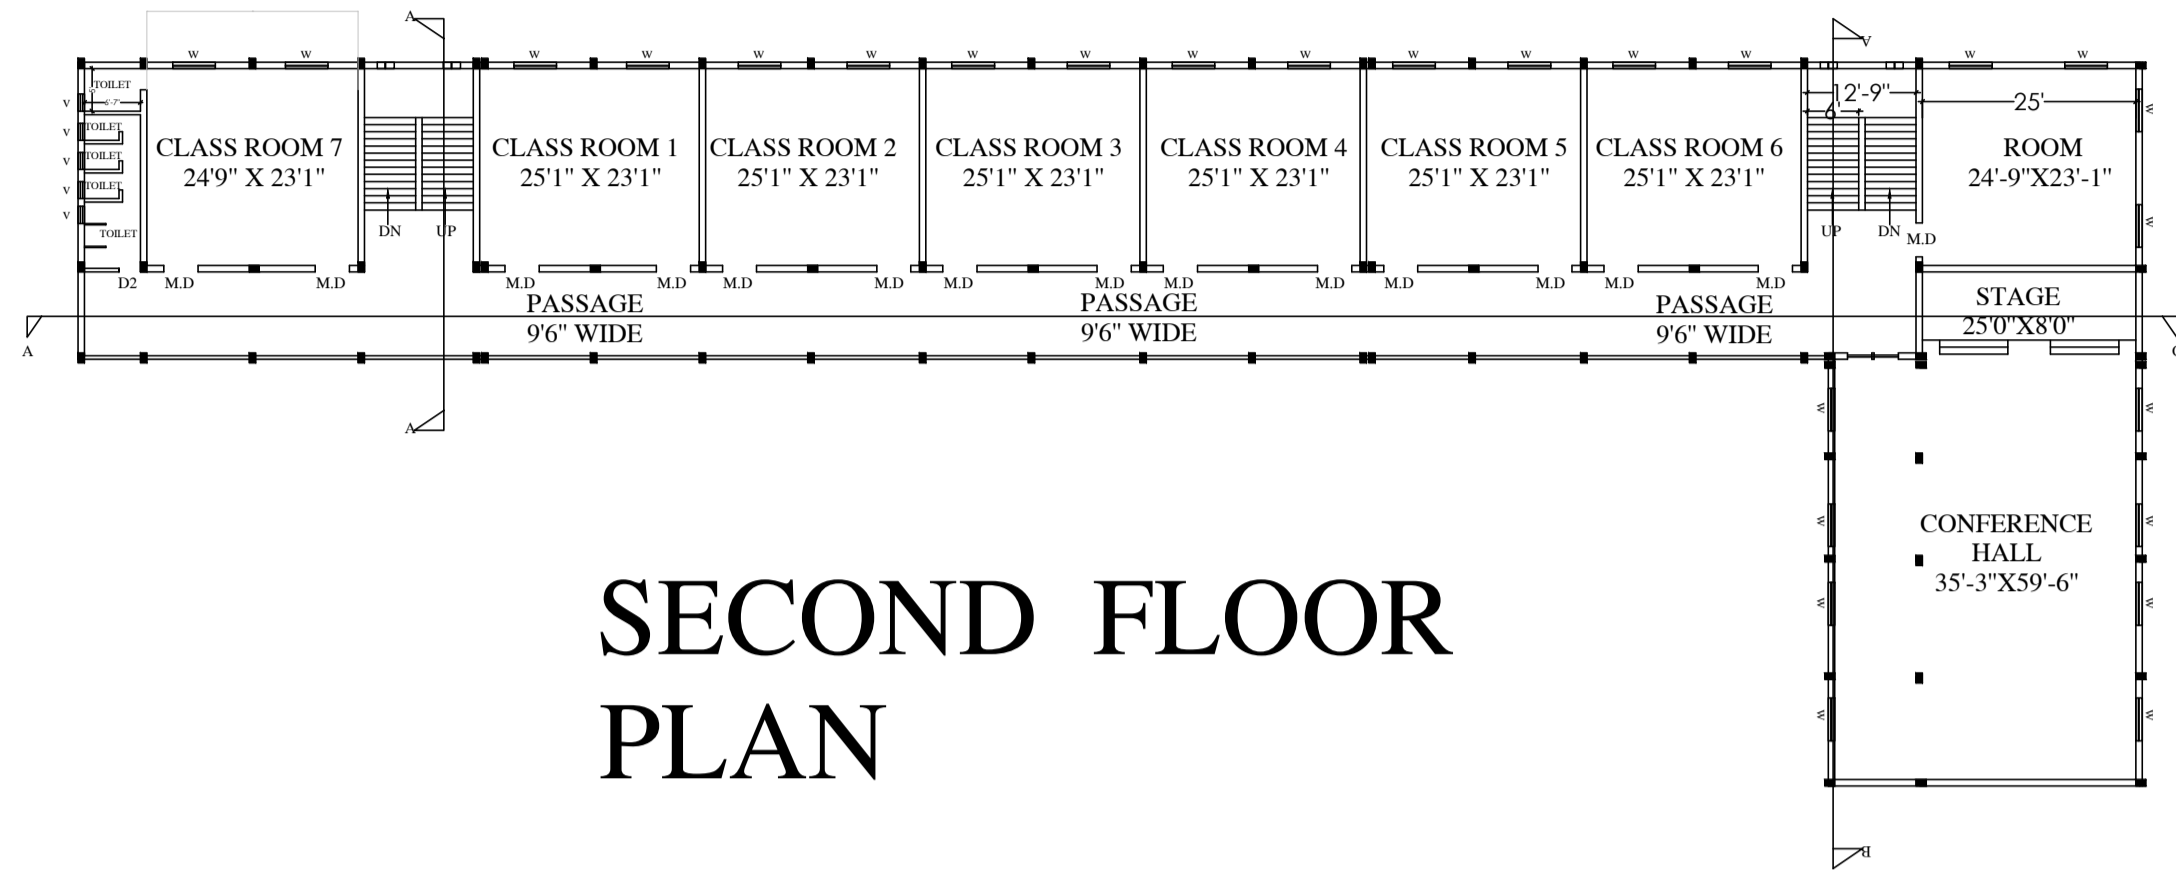 A
A
W W W W W W W W W W W W W W W W
TOILET
6'-7"
12'-9"
6'
25'
V
V
V
V
V
TOILET
TOILET
TOILET
TOILET
CLASS ROOM 7
24'9" X 23'1"
DN
UP
CLASS ROOM 1
25'1" X 23'1"
CLASS ROOM 2
25'1" X 23'1"
CLASS ROOM 3
25'1" X 23'1"
CLASS ROOM 4
25'1" X 23'1"
CLASS ROOM 5
25'1" X 23'1"
CLASS ROOM 6
25'1" X 23'1"
UP
DN
M.D
ROOM
24'-9"X23'-1"
W
W
D2
M.D M.D M.D M.D M.D M.D M.D M.D M.D M.D M.D M.D M.D M.D
PASSAGE
9'6" WIDE
PASSAGE
9'6" WIDE
PASSAGE
9'6" WIDE
STAGE
25'0"X8'0"
A
A
W W
W W
W W
W W
CONFERENCE
HALL
35'-3"X59'-6"
SECOND FLOOR
PLAN
B